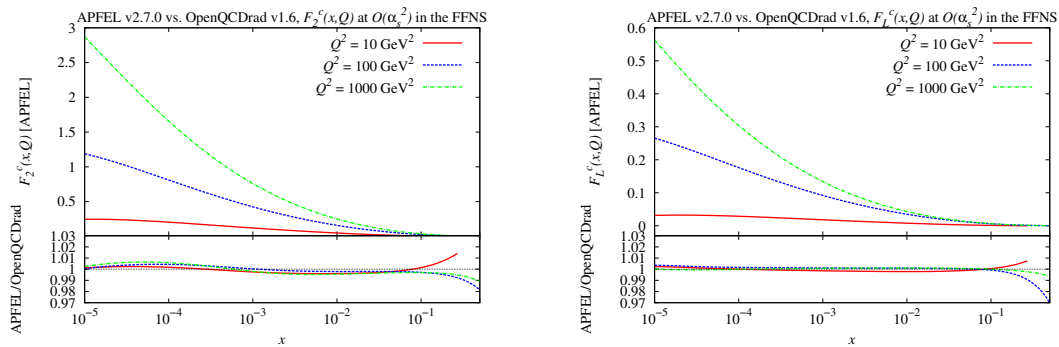 APFEL v2.7.0 vs. OpenQCDrad v1.6, F₂ᶜ(x,Q) at O(αₛ²) in the FFNS
Q² = 10 GeV²
Q² = 100 GeV²
Q² = 1000 GeV²
F₂ᶜ(x,Q) [APFEL]
3
2.5
2
1.5
1
0.5
1.03
1.02
1.01
1
0.99
0.98
0.97
APFEL/OpenQCDrad
10⁻⁵
10⁻⁴
10⁻³
10⁻²
10⁻¹
x
APFEL v2.7.0 vs. OpenQCDrad v1.6, F_Lᶜ(x,Q) at O(αₛ²) in the FFNS
Q² = 10 GeV²
Q² = 100 GeV²
Q² = 1000 GeV²
F_Lᶜ(x,Q) [APFEL]
0.6
0.5
0.4
0.3
0.2
0.1
0
1.03
1.02
1.01
1
0.99
0.98
0.97
APFEL/OpenQCDrad
10⁻⁵
10⁻⁴
10⁻³
10⁻²
10⁻¹
x